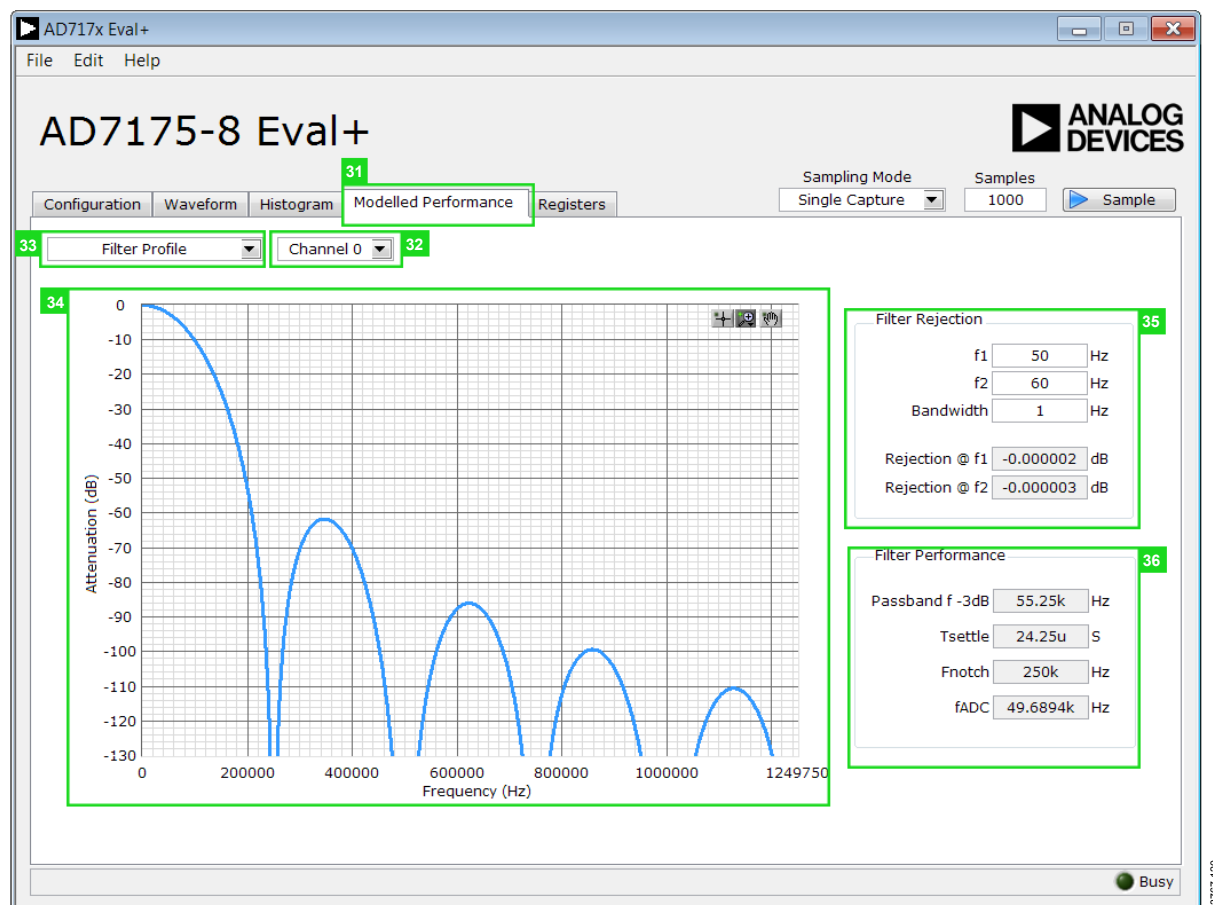 AD717x Eval+
File Edit Help
AD7175-8 Eval+
ANALOG
DEVICES
31
Sampling Mode Samples
Configuration Waveform Histogram Modelled Performance Registers
Single Capture 1000 Sample
33 Filter Profile Channel 0 32
34
0
-10
-20
-30
-40
-50
-60
-70
-80
-90
-100
-110
-120
-130
Attenuation (dB)
0 200000 400000 600000 800000 1000000 1249750
Frequency (Hz)
Filter Rejection 35
f1 50 Hz
f2 60 Hz
Bandwidth 1 Hz
Rejection @ f1 -0.000002 dB
Rejection @ f2 -0.000003 dB
Filter Performance 36
Passband f -3dB 55.25k Hz
Tsettle 24.25u S
Fnotch 250k Hz
fADC 49.6894k Hz
Busy